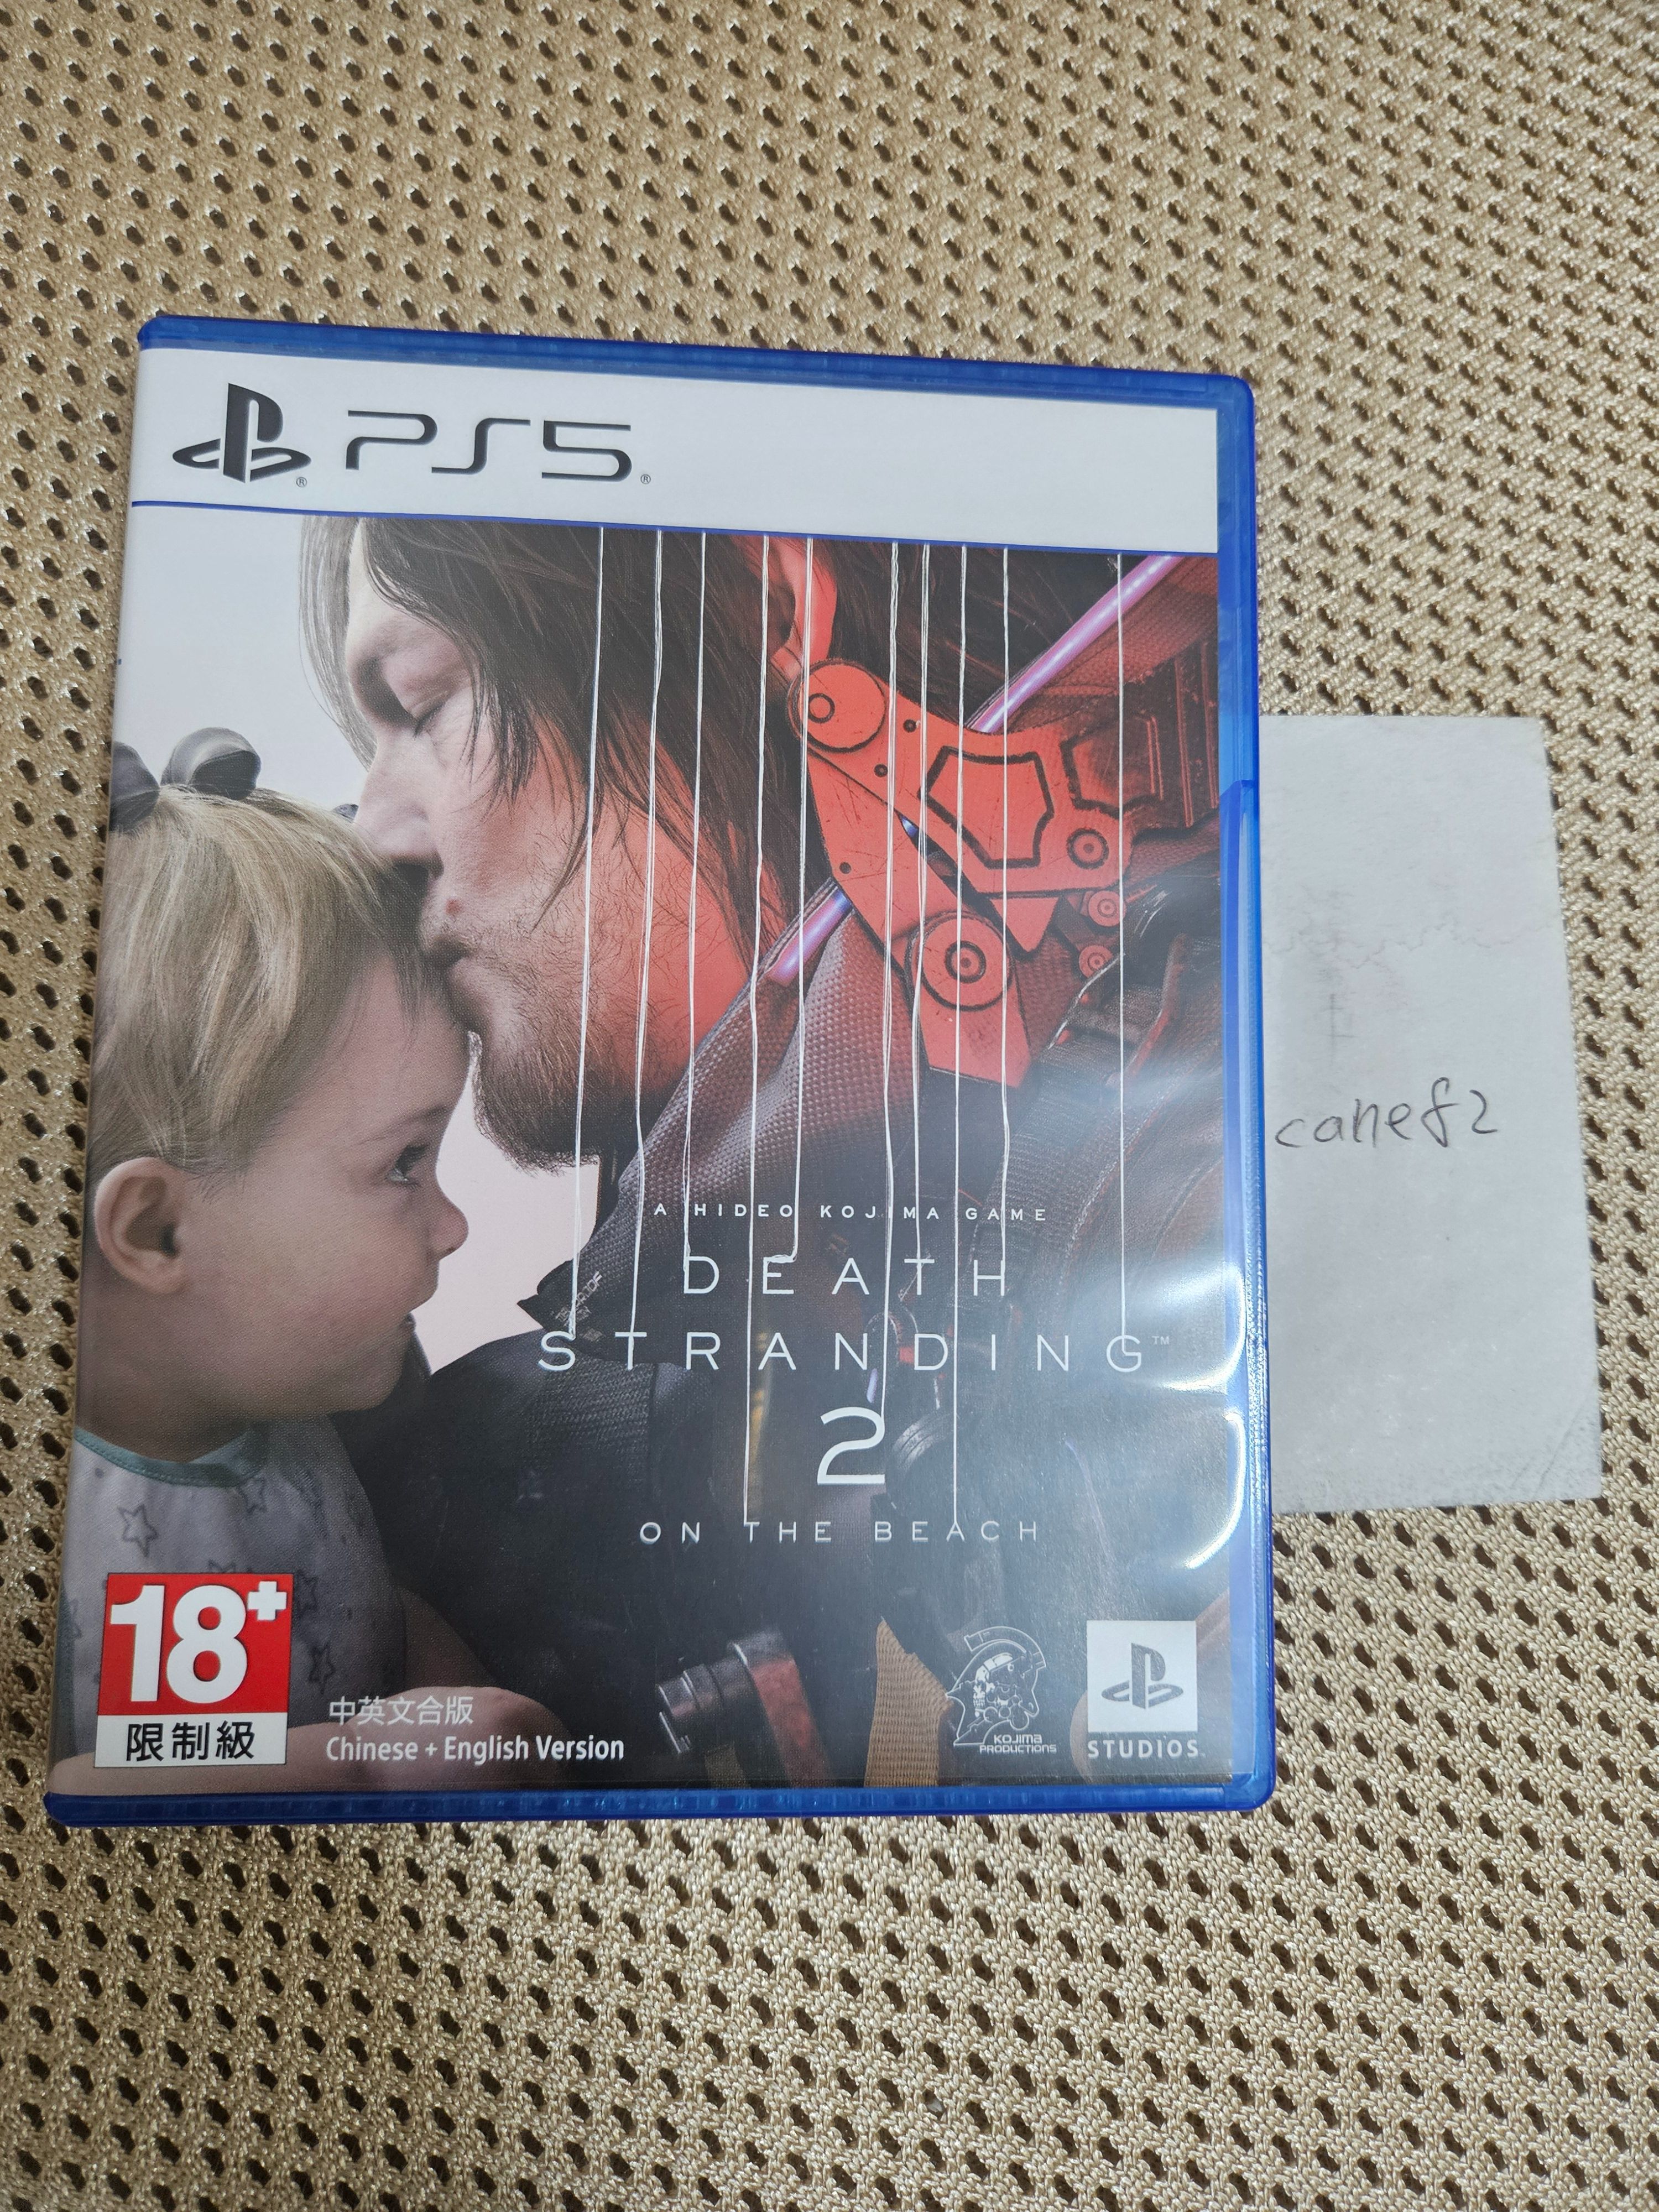 PS5
A HIDEO KOJIMA GAME
DEATH
STRANDING™
2
ON THE BEACH
18+
限制級
中英文合版
Chinese + English Version
KOJIMA
PRODUCTIONS
STUDIOS
canef2